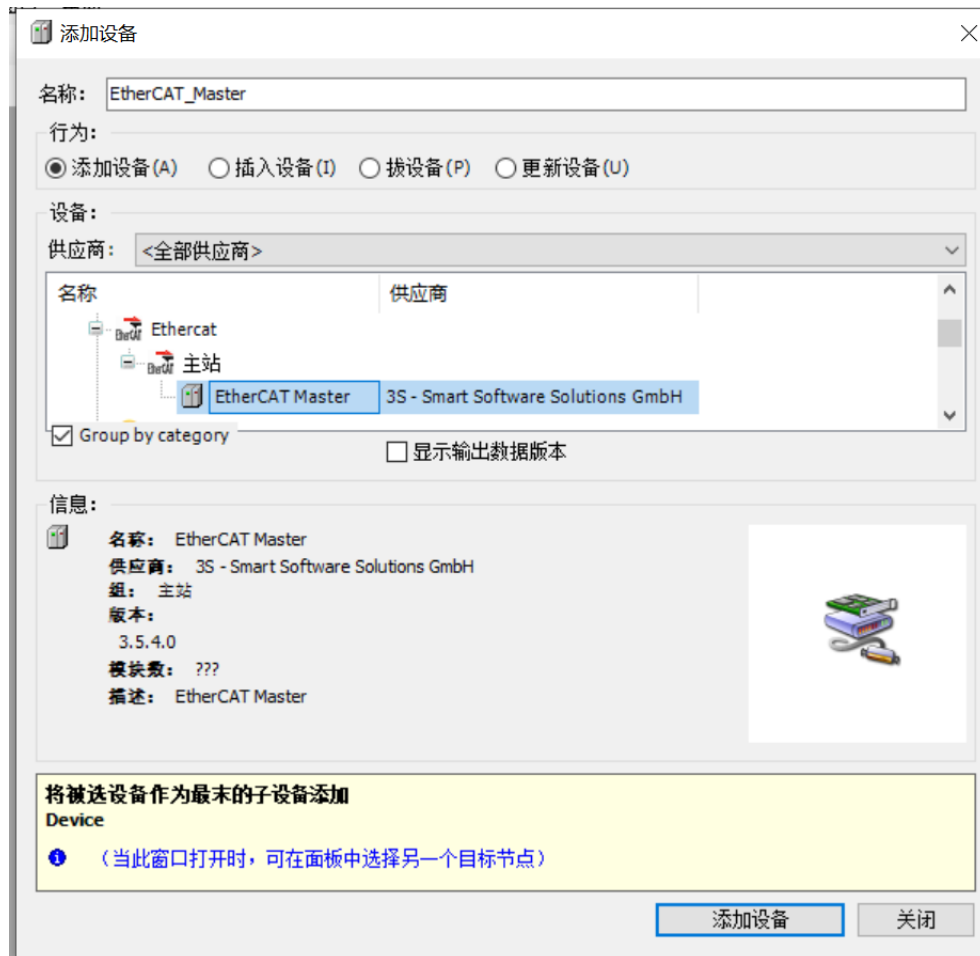 添加设备
名称： EtherCAT_Master
行为：
添加设备(A) 插入设备(I) 拔设备(P) 更新设备(U)
设备：
供应商： <全部供应商>
名称 供应商
EtherCAT Ethercat
EtherCAT 主站
EtherCAT Master 3S - Smart Software Solutions GmbH
Group by category
显示输出数据版本
信息：
名称： EtherCAT Master
供应商： 3S - Smart Software Solutions GmbH
组： 主站
版本：
3.5.4.0
模块数： ???
描述： EtherCAT Master
将被选设备作为最末的子设备添加
Device
（当此窗口打开时，可在面板中选择另一个目标节点）
添加设备 关闭